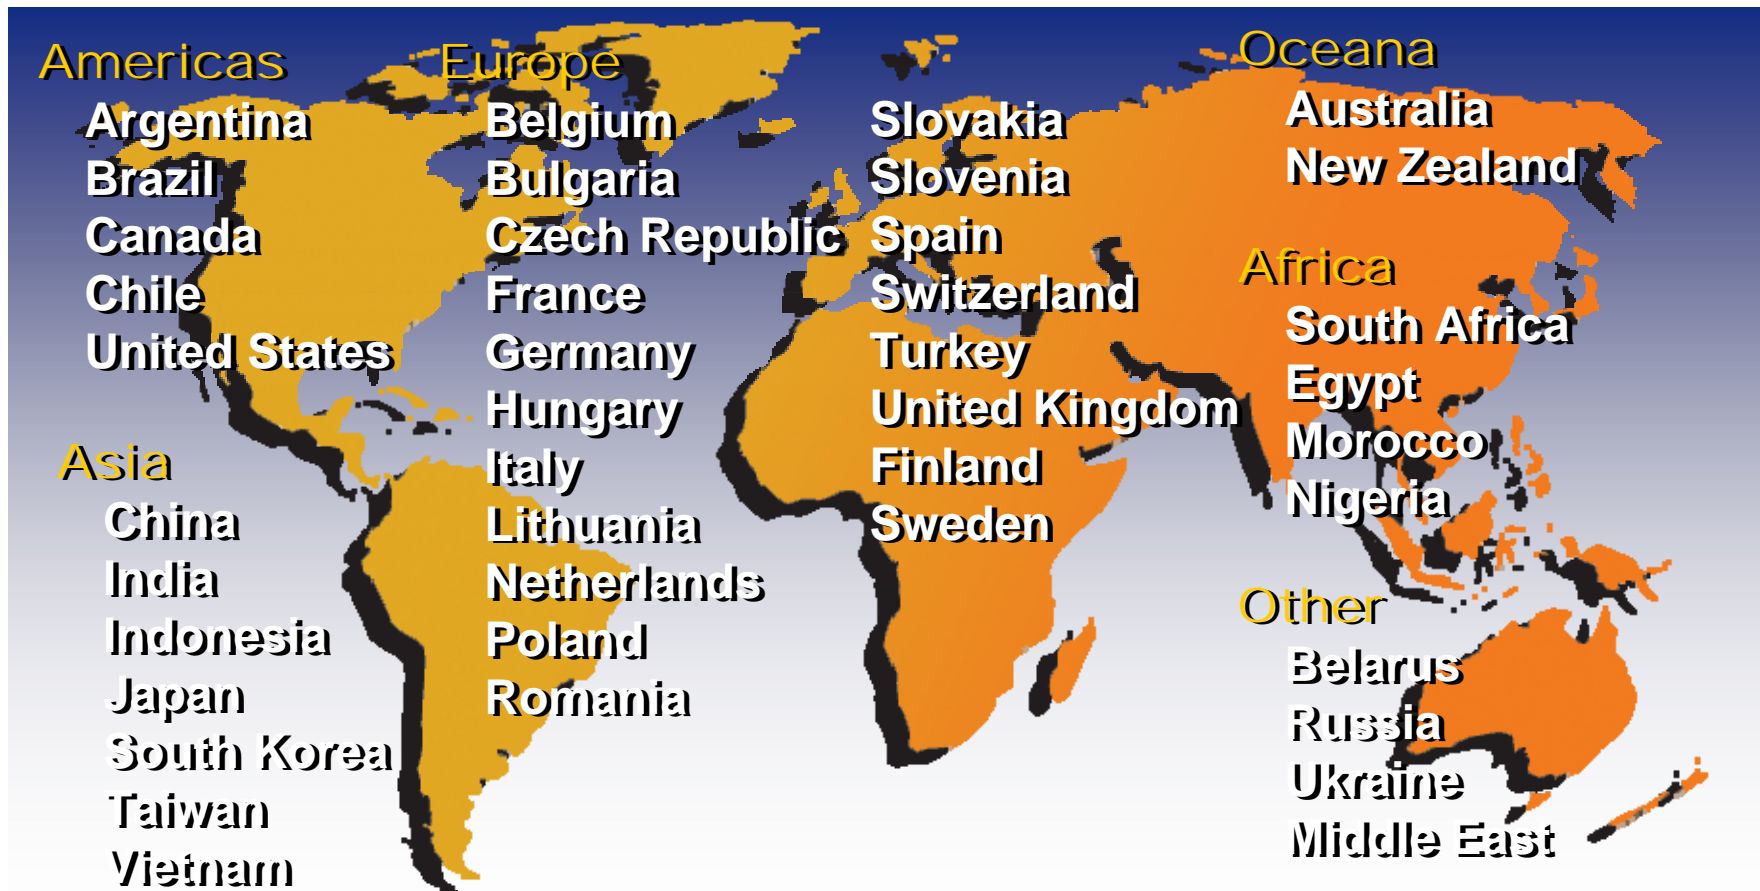 Americas
Argentina
Brazil
Canada
Chile
United States
Asia
China
India
Indonesia
Japan
South Korea
Taiwan
Vietnam
Europe
Belgium
Bulgaria
Czech Republic
France
Germany
Hungary
Italy
Lithuania
Netherlands
Poland
Romania
Slovakia
Slovenia
Spain
Switzerland
Turkey
United Kingdom
Finland
Sweden
Oceana
Australia
New Zealand
Africa
South Africa
Egypt
Morocco
Nigeria
Other
Belarus
Russia
Ukraine
Middle East